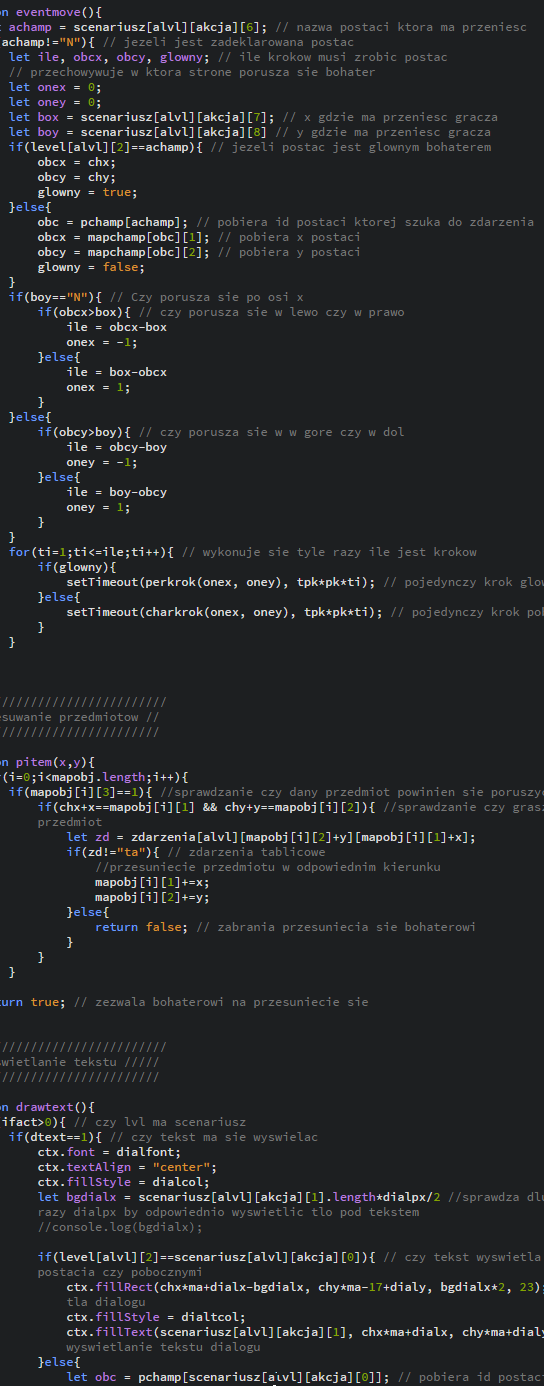 on eventmove(){
t achamp = scenariusz[alvl][akcja][6]; // nazwa postaci ktora ma przeniesc
achamp!="N"){ // jezeli jest zadeklarowana postac
let ile, obcx, obcy, glowny; // ile krokow musi zrobic postac
// przechowywuje w ktora strone porusza sie bohater
let onex = 0;
let oney = 0;
let box = scenariusz[alvl][akcja][7]; // x gdzie ma przeniesc gracza
let boy = scenariusz[alvl][akcja][8] // y gdzie ma przeniesc gracza
if(level[alvl][2]==achamp){ // jezeli postac jest glownym bohaterem
obcx = chx;
obcy = chy;
glowny = true;
}else{
obc = pchamp[achamp]; // pobiera id postaci ktorej szuka do zdarzenia
obcx = mapchamp[obc][1]; // pobiera x postaci
obcy = mapchamp[obc][2]; // pobiera y postaci
glowny = false;
}
if(boy=="N"){ // Czy porusza sie po osi x
if(obcx>box){ // czy porusza sie w lewo czy w prawo
ile = obcx-box
onex = -1;
}else{
ile = box-obcx
onex = 1;
}
}else{
if(obcy>boy){ // czy porusza sie w w gore czy w dol
ile = obcy-boy
oney = -1;
}else{
ile = boy-obcy
oney = 1;
}
}
for(ti=1;ti<=ile;ti++){ // wykonuje sie tyle razy ile jest krokow
if(glowny){
setTimeout(perkrok(onex, oney), tpk*pk*ti); // pojedynczy krok glow
}else{
setTimeout(charkrok(onex, oney), tpk*pk*ti); // pojedynczy krok pob
}
}
///////////////////////
esuwanie przedmiotow //
//////////////////////
on pitem(x,y){
r(i=0;i<mapobj.length;i++){
if(mapobj[i][3]==1){ //sprawdzanie czy dany przedmiot powinien sie poruszyc
if(chx+x==mapobj[i][1] && chy+y==mapobj[i][2]){ //sprawdzanie czy grasz
przedmiot
let zd = zdarzenia[alvl][mapobj[i][2]+y][mapobj[i][1]+x];
if(zd!="ta"){ // zdarzenia tablicowe
//przesuniecie przedmiotu w odpowiednim kierunku
mapobj[i][1]+=x;
mapobj[i][2]+=y;
}else{
return false; // zabrania przesuniecia sie bohaterowi
}
}
}
turn true; // zezwala bohaterowi na przesuniecie sie
///////////////////////
swietlanie tekstu /////
//////////////////////
on drawtext(){
ifact>0){ // czy lvl ma scenariusz
if(dtext==1){ // czy tekst ma sie wyswielac
ctx.font = dialfont;
ctx.textAlign = "center";
ctx.fillStyle = dialcol;
let bgdialx = scenariusz[alvl][akcja][1].length*dialpx/2 //sprawdza dlu
razy dialpx by odpowiednio wyswietlic tlo pod tekstem
//console.log(bgdialx);
if(level[alvl][2]==scenariusz[alvl][akcja][0]){ // czy tekst wyswietla
postacia czy pobocznymi
ctx.fillRect(chx*ma+dialx-bgdialx, chy*ma-17+dialy, bgdialx*2, 23);
tla dialogu
ctx.fillStyle = dialtcol;
ctx.fillText(scenariusz[alvl][akcja][1], chx*ma+dialx, chy*ma+dialy
wyswietlanie tekstu dialogu
}else{
let obc = pchamp[scenariusz[alvl][akcja][0]]; // pobiera id postaci